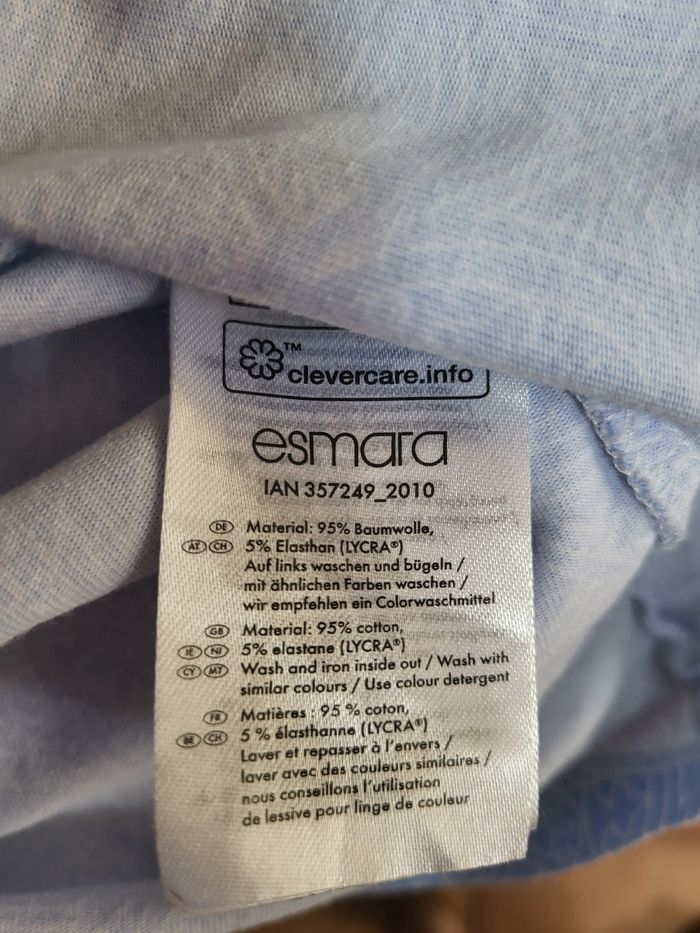 TM
clevercare.info
esmara
IAN 357249_2010
DE Material: 95% Baumwolle,
AT CH 5% Elasthan (LYCRA®)
Auf links waschen und bügeln /
mit ähnlichen Farben waschen /
wir empfehlen ein Colorwaschmittel
GB Material: 95% cotton,
IE NI 5% elastane (LYCRA®)
CY MT Wash and iron inside out / Wash with
similar colours / Use colour detergent
FR Matières : 95 % coton,
BE CH 5 % élasthanne (LYCRA®)
Laver et repasser à l'envers /
laver avec des couleurs similaires /
nous conseillons l'utilisation
de lessive pour linge de couleur